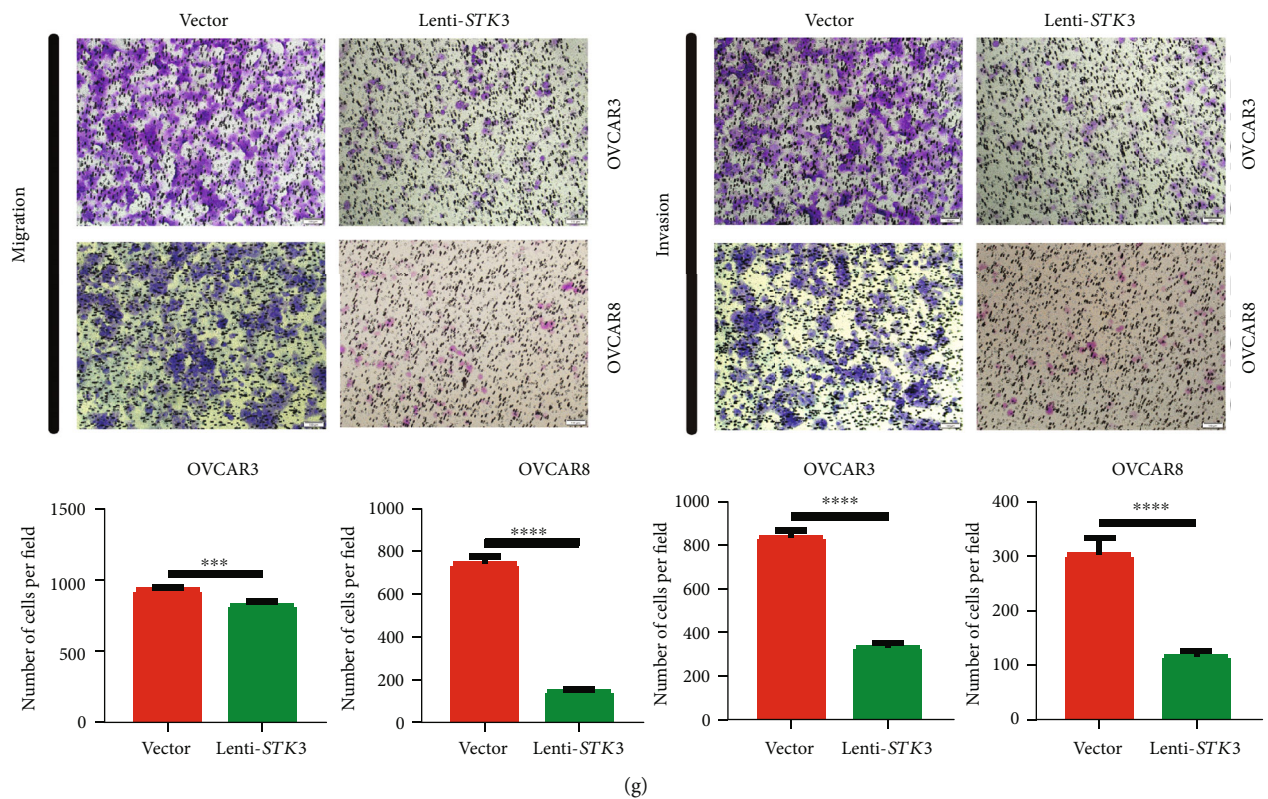 Vector
Lenti-STK3
Vector
Lenti-STK3
Migration
OVCAR3
OVCAR8
Invasion
OVCAR3
OVCAR8
OVCAR3
Number of cells per field
1500
1000
500
0
***
Vector
Lenti-STK3
OVCAR8
Number of cells per field
1000
800
600
400
200
0
****
Vector
Lenti-STK3
OVCAR3
Number of cells per field
1000
800
600
400
200
0
****
Vector
Lenti-STK3
OVCAR8
Number of cells per field
400
300
200
100
0
****
Vector
Lenti-STK3
(g)